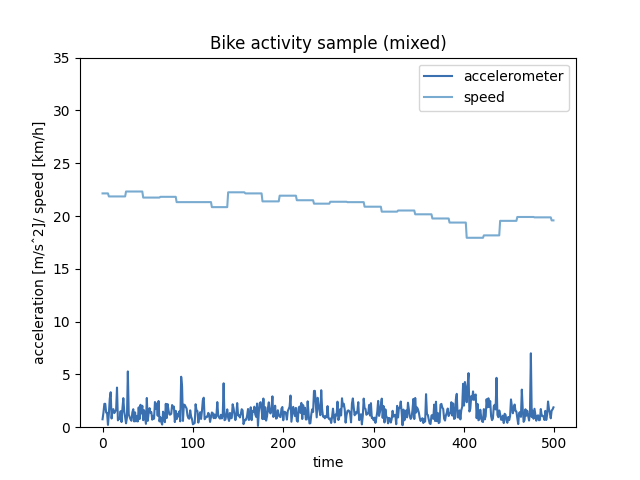 Bike activity sample (mixed)
accelerometer
speed
35
30
25
20
15
10
5
0
acceleration [m/s^2]/ speed [km/h]
0 100 200 300 400 500
time